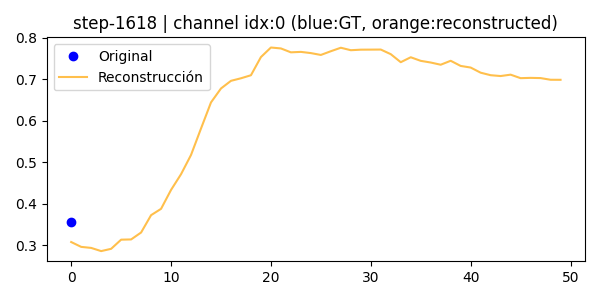 step-1618 | channel idx:0 (blue:GT, orange:reconstructed)
Original
Reconstrucción
0.8
0.7
0.6
0.5
0.4
0.3
0 10 20 30 40 50